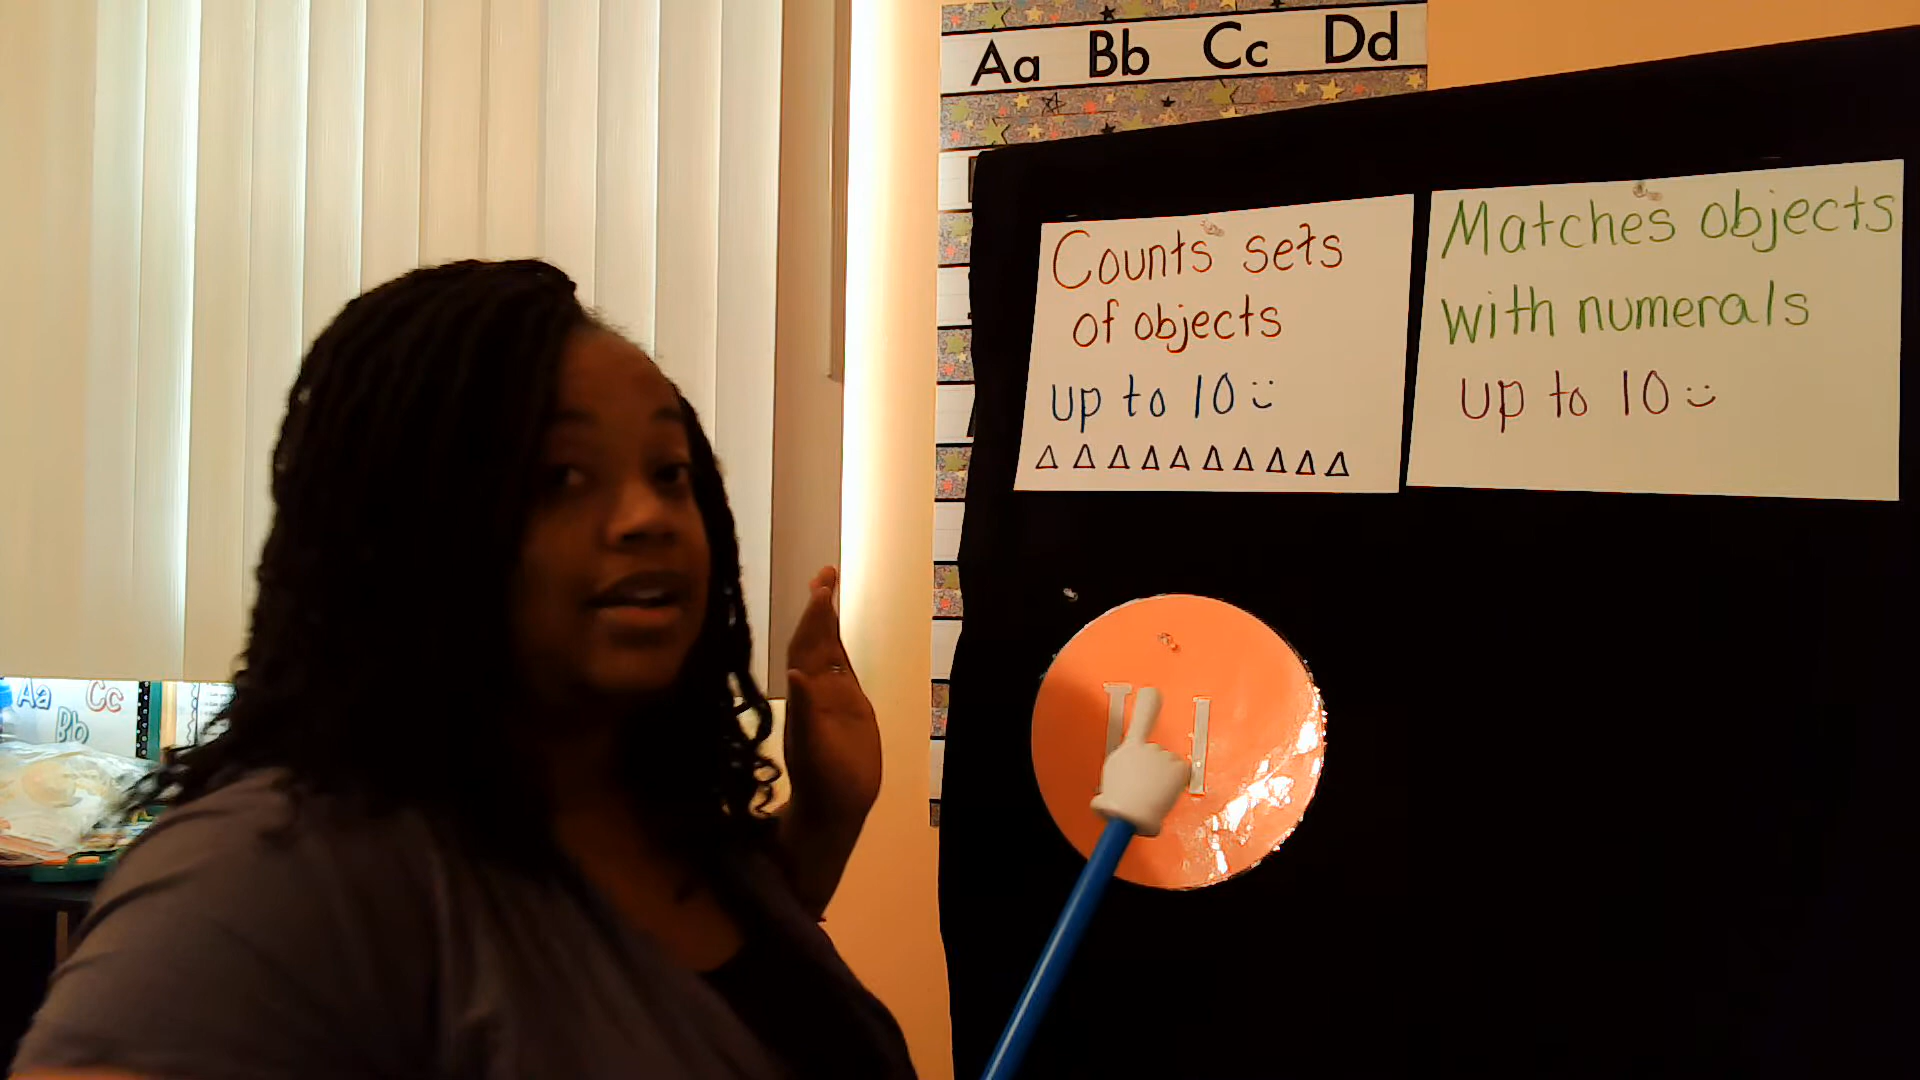 Aa Bb Cc Dd
Counts sets
of objects
up to 10
Matches objects
with numerals
up to 10
Aa Cc
Bb